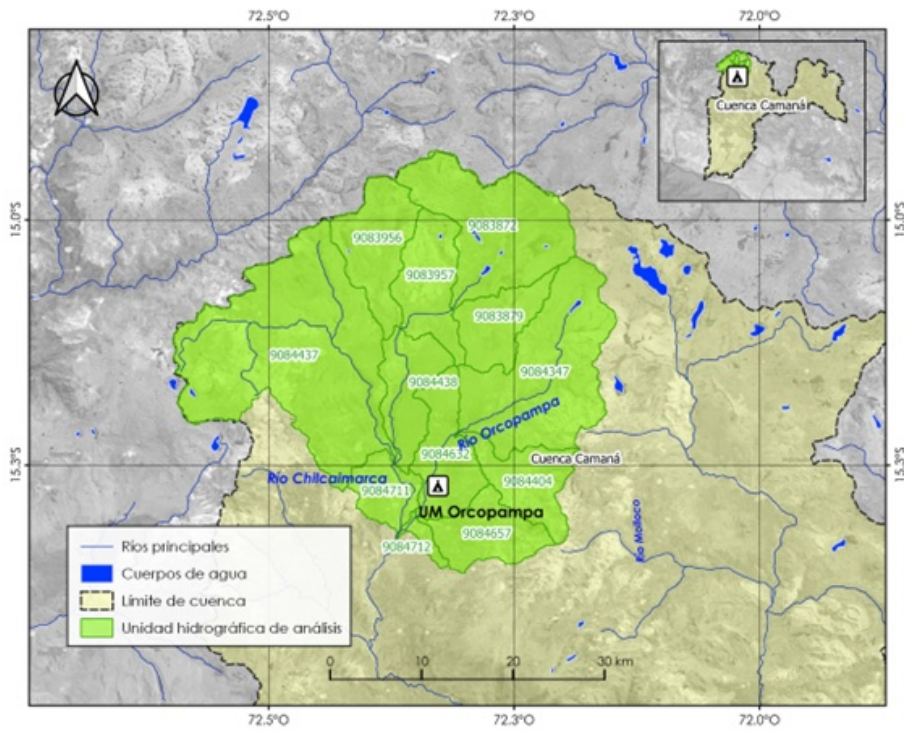 72.5°O
72.3°O
72.0°O
Cuenca Camaná
15.0°S
15.0°S
9083956
9083872
9083957
9083879
9084437
9084438
9084347
Río Orcopampa
9084632
Cuenca Camaná
15.3°S
15.3°S
Río Chilcaimarca
9084711
9084404
UM Orcopampa
9084657
9084712
Río Molloco
Ríos principales
Cuerpos de agua
Límite de cuenca
Unidad hidrográfica de análisis
0
10
20
30 km
72.5°O
72.3°O
72.0°O